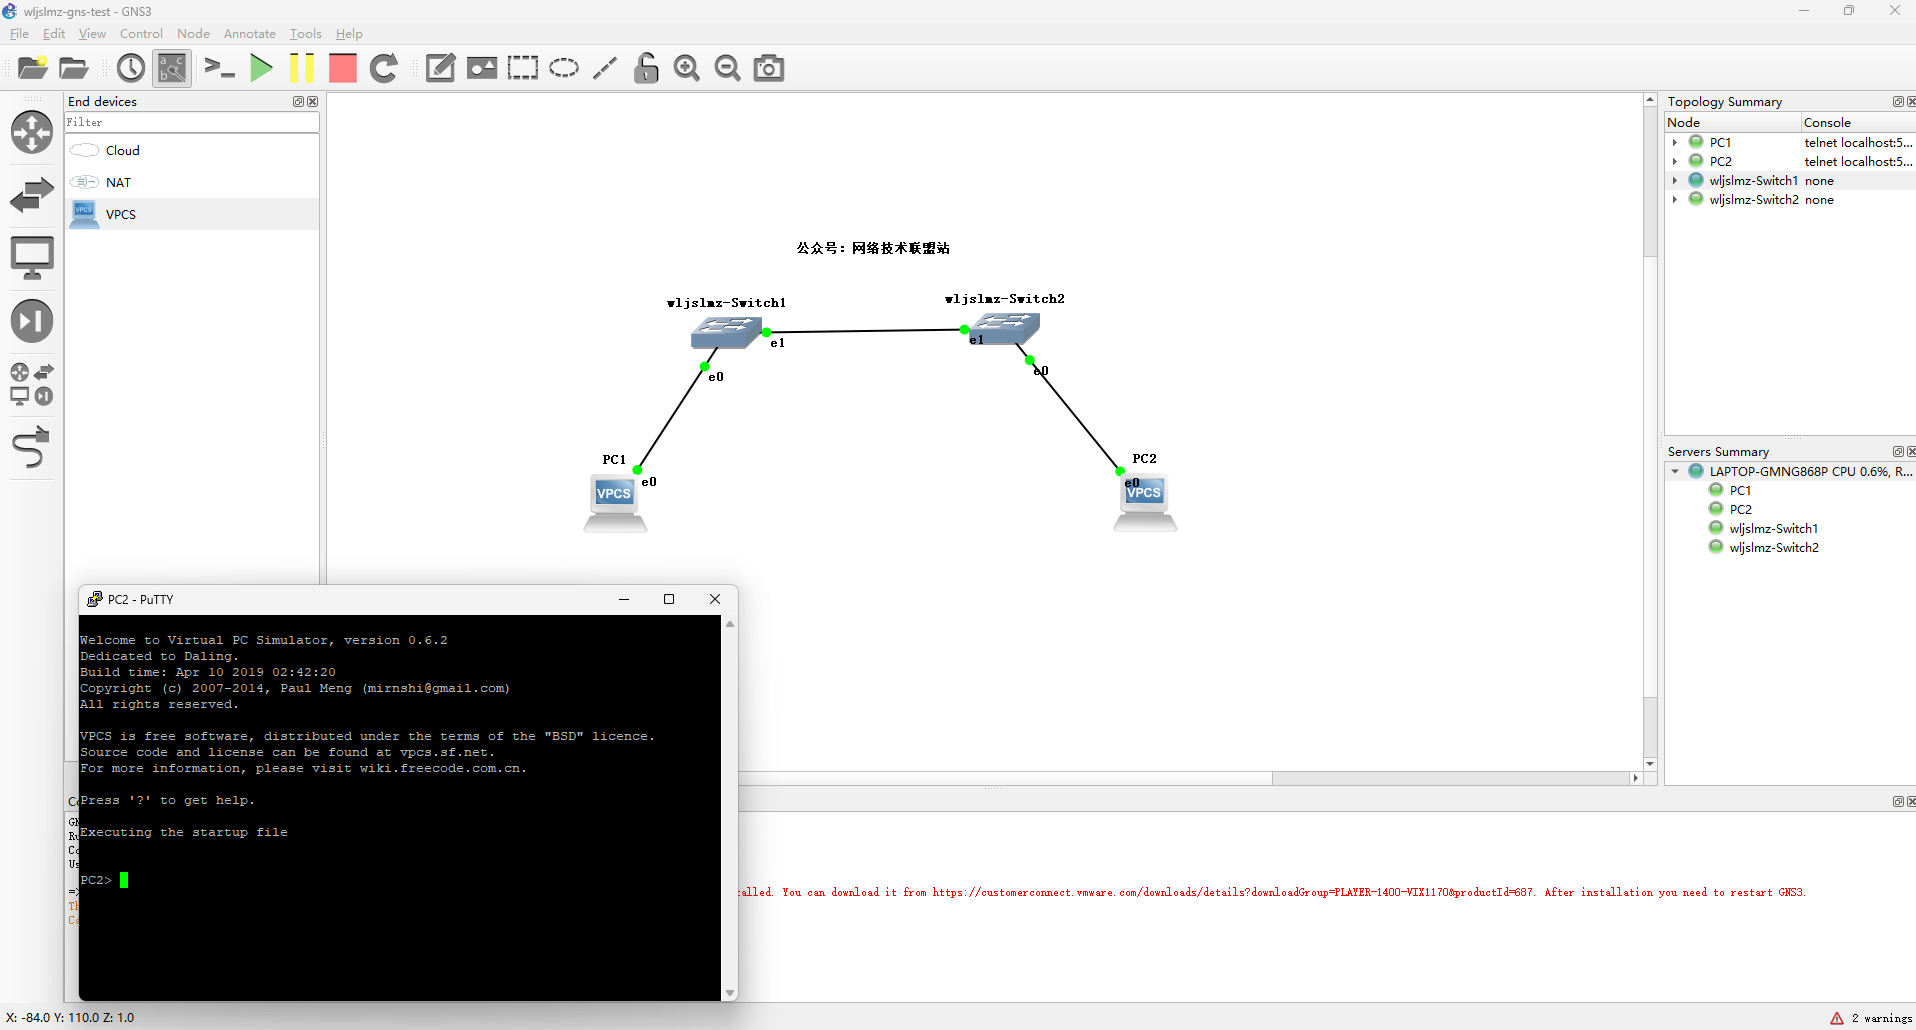 wljslmz-gns-test - GNS3
File Edit View Control Node Annotate Tools Help
End devices
Filter
Cloud
NAT
VPCS
公众号：网络技术联盟站
wljslmz-Switch1
wljslmz-Switch2
e1
e1
e0
e0
PC1
PC2
e0
e0
VPCS
VPCS
Topology Summary
Node Console
PC1 telnet localhost:5...
PC2 telnet localhost:5...
wljslmz-Switch1 none
wljslmz-Switch2 none
Servers Summary
LAPTOP-GMNG868P CPU 0.6%, R...
PC1
PC2
wljslmz-Switch1
wljslmz-Switch2
PC2 - PuTTY
Welcome to Virtual PC Simulator, version 0.6.2
Dedicated to Daling.
Build time: Apr 10 2019 02:42:20
Copyright (c) 2007-2014, Paul Meng (mirnshi@gmail.com)
All rights reserved.
VPCS is free software, distributed under the terms of the "BSD" licence.
Source code and license can be found at vpcs.sf.net.
For more information, please visit wiki.freecode.com.cn.
Press '?' to get help.
Executing the startup file
PC2>
alled. You can download it from https://customerconnect.vmware.com/downloads/details?downloadGroup=PLAYER-1400-VIX1170&productId=687. After installation you need to restart GNS3.
X: -84.0 Y: 110.0 Z: 1.0
2 warnings